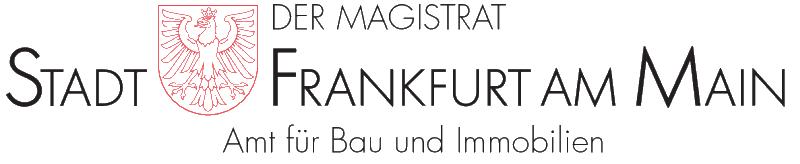 DER MAGISTRAT
STADT FRANKFURT AM MAIN
Amt für Bau und Immobilien